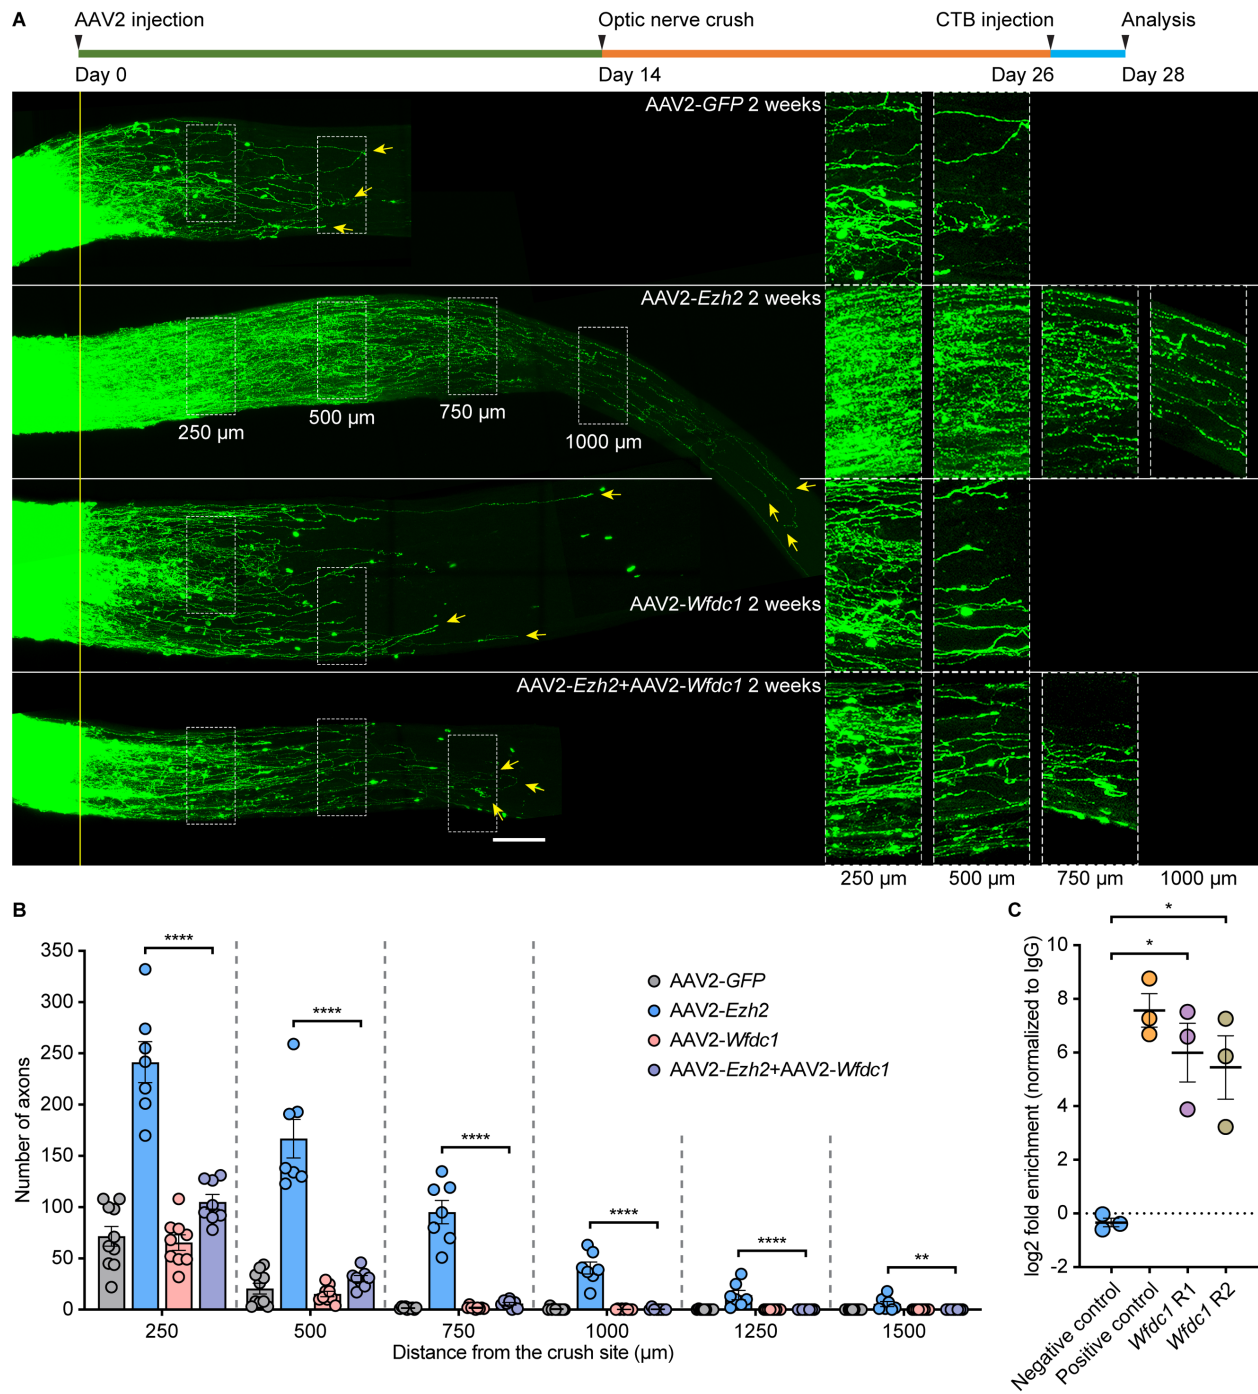 A
AAV2 injection
Optic nerve crush
CTB injection
Analysis
Day 0
Day 14
Day 26
Day 28
AAV2-GFP 2 weeks
AAV2-Ezh2 2 weeks
250 µm
500 µm
750 µm
1000 µm
AAV2-Wfdc1 2 weeks
AAV2-Ezh2+AAV2-Wfdc1 2 weeks
250 µm
500 µm
750 µm
1000 µm
B
Number of axons
350
300
250
200
150
100
50
0
****
****
****
****
****
**
AAV2-GFP
AAV2-Ezh2
AAV2-Wfdc1
AAV2-Ezh2+AAV2-Wfdc1
250
500
750
1000
1250
1500
Distance from the crush site (µm)
C
log2 fold enrichment (normalized to IgG)
10
8
6
4
2
0
-2
*
*
Negative control
Positive control
Wfdc1 R1
Wfdc1 R2